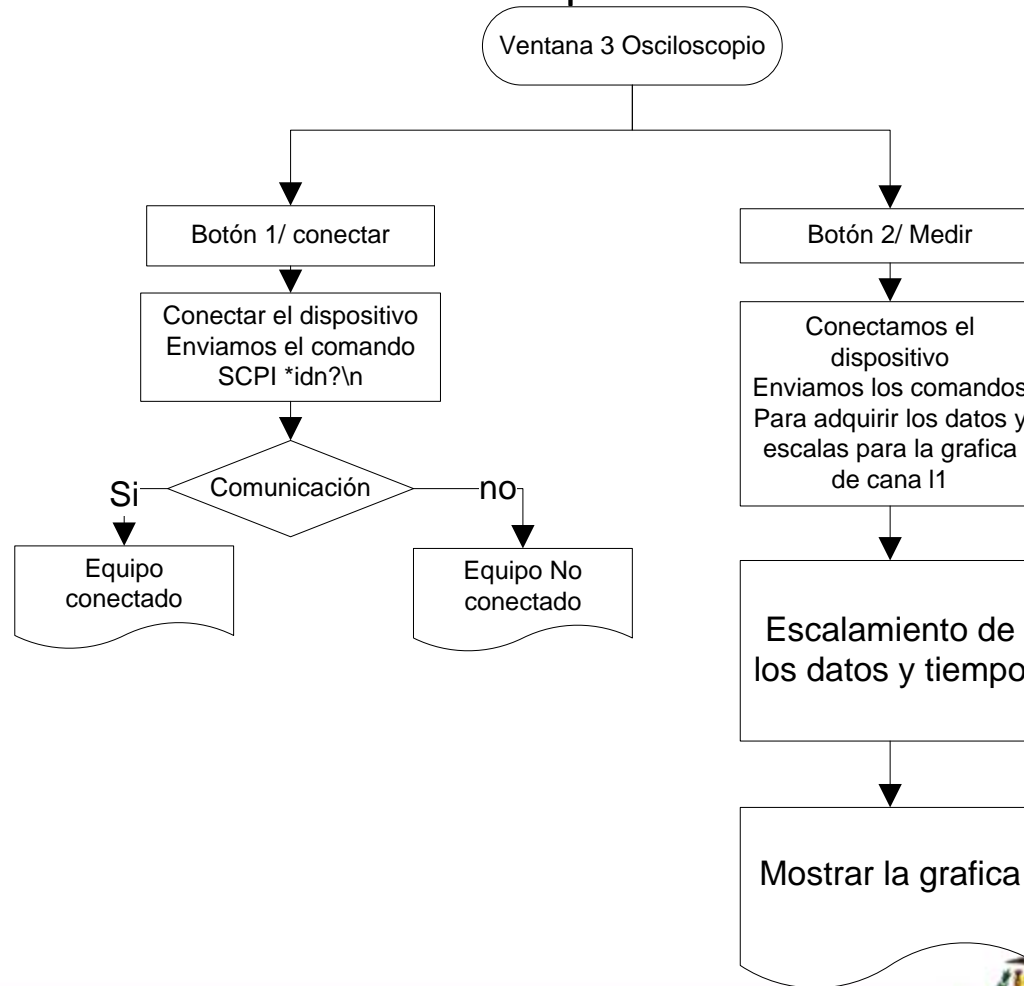 Ventana 3 Osciloscopio
Botón 1/ conectar
Conectar el dispositivo
Enviamos el comando
SCPI *idn?\n
Comunicación
Si
no
Equipo
conectado
Equipo No
conectado
Botón 2/ Medir
Conectamos el
dispositivo
Enviamos los comandos
Para adquirir los datos y
escalas para la grafica
de cana l1
Escalamiento de
los datos y tiempo
Mostrar la grafica